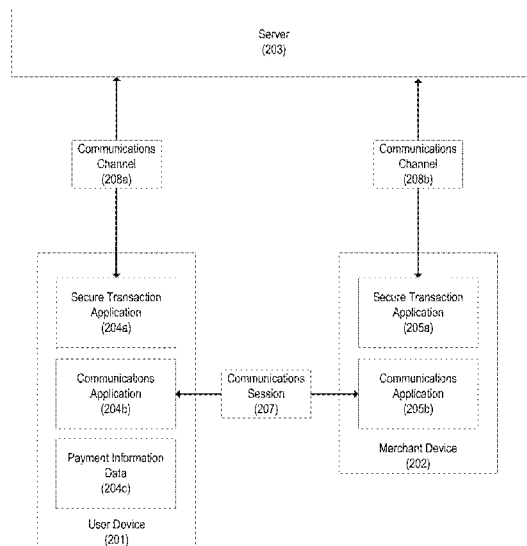 Server
(203)
Communications
Channel
(208a)
Communications
Channel
(208b)
Secure Transaction
Application
(204a)
Communications
Application
(204b)
Payment Information
Data
(204c)
User Device
(201)
Communications
Session
(207)
Secure Transaction
Application
(205a)
Communications
Application
(205b)
Merchant Device
(202)